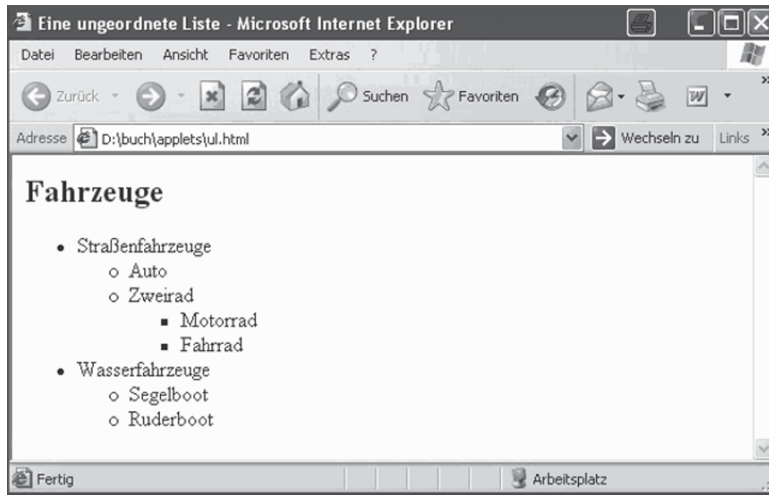 Eine ungeordnete Liste - Microsoft Internet Explorer
Datei Bearbeiten Ansicht Favoriten Extras ?
Zurück Suchen Favoriten W »
Adresse D:\buch\applets\ul.html Wechseln zu Links »
Fahrzeuge
• Straßenfahrzeuge
o Auto
o Zweirad
▪ Motorrad
▪ Fahrrad
• Wasserfahrzeuge
o Segelboot
o Ruderboot
Fertig Arbeitsplatz